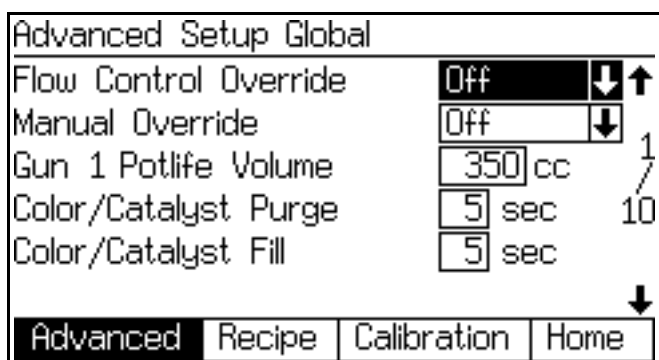 Advanced Setup Global
Flow Control Override Off
Manual Override Off
Gun 1 Potlife Volume 350 cc
Color/Catalyst Purge 5 sec
Color/Catalyst Fill 5 sec
1/10
Advanced Recipe Calibration Home